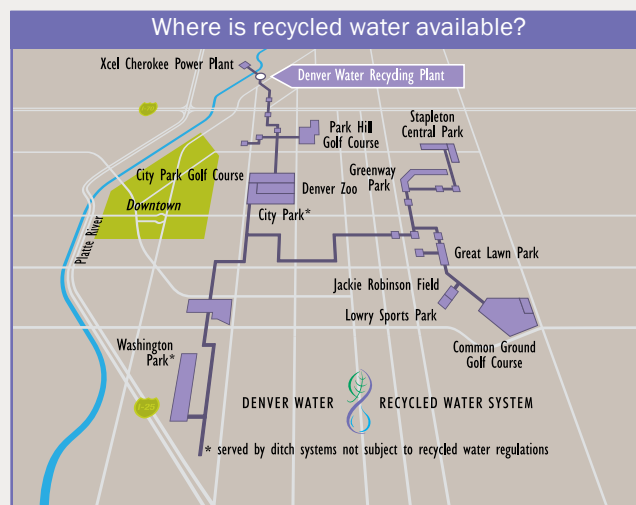 Where is recycled water available?
Xcel Cherokee Power Plant
Denver Water Recycling Plant
Park Hill
Golf Course
Stapleton
Central Park
City Park Golf Course
Denver Zoo
Greenway
Park
Downtown
City Park*
Platte River
Great Lawn Park
Jackie Robinson Field
Lowry Sports Park
Washington
Park*
Common Ground
Golf Course
DENVER WATER
RECYCLED WATER SYSTEM
* served by ditch systems not subject to recycled water regulations